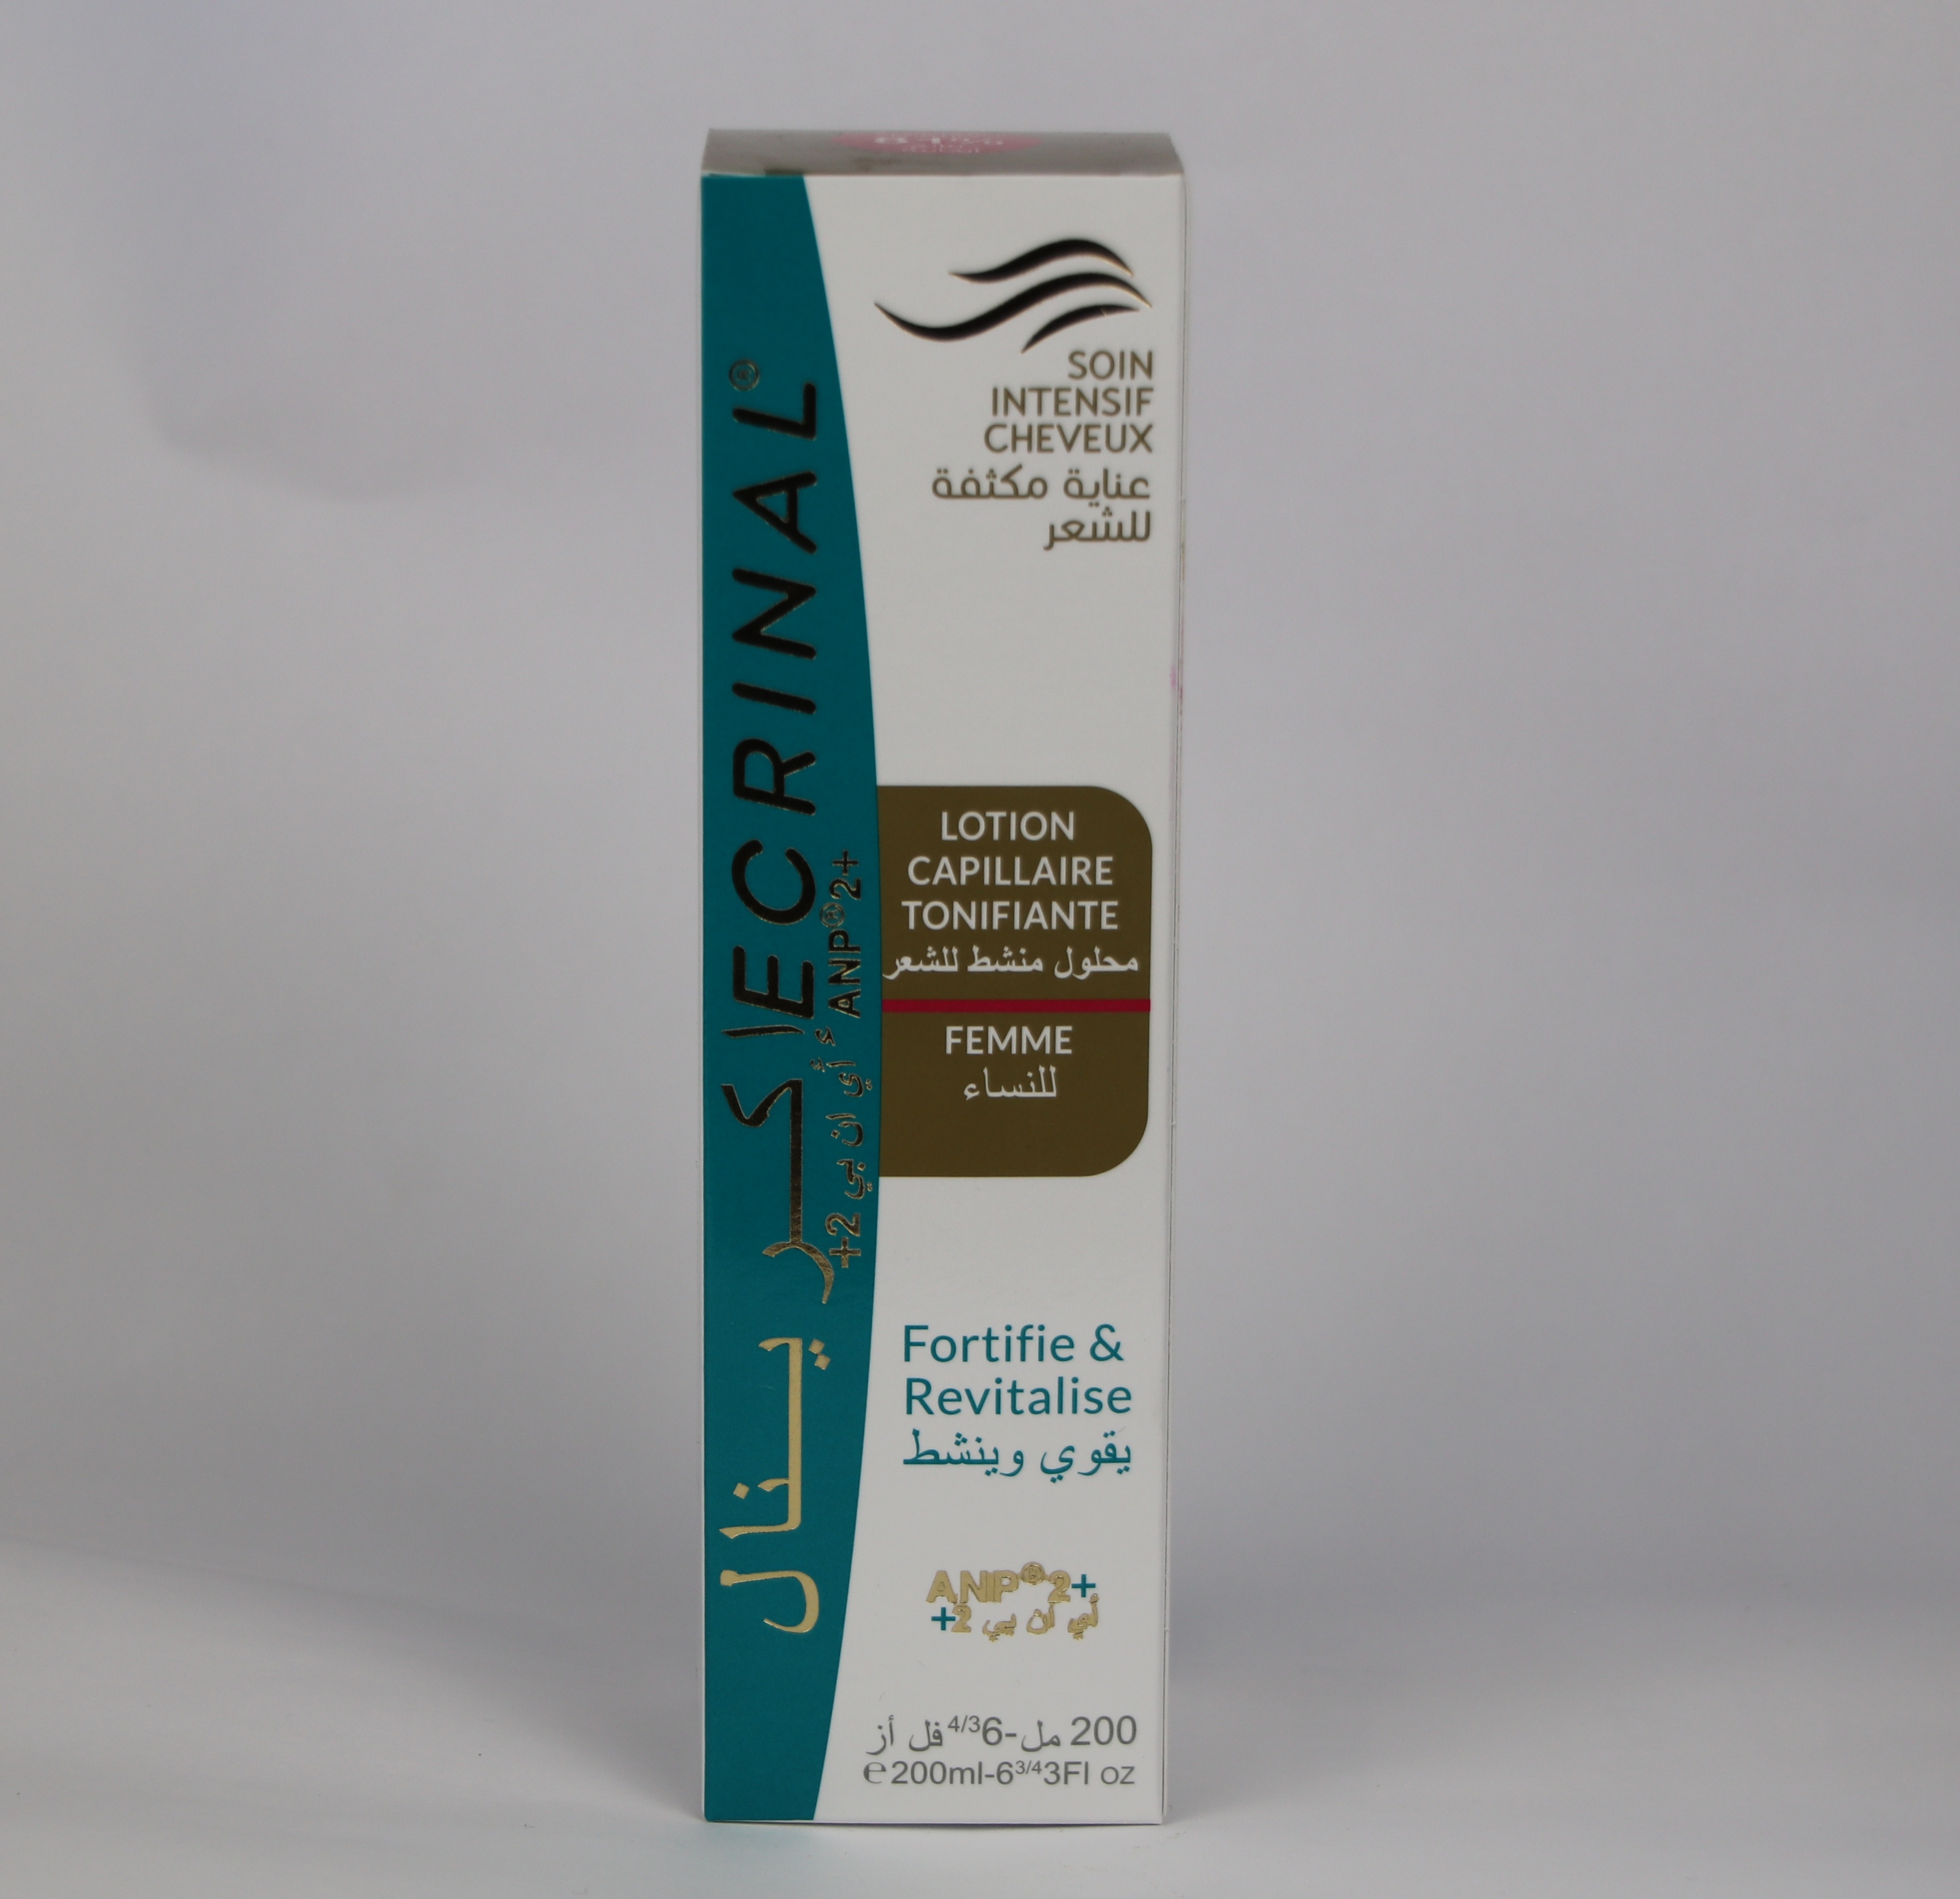 ECRINAL®
ANP®2+
اكرينال
أي ان بي 2+
SOIN
INTENSIF
CHEVEUX
عناية مكثفة
للشعر
LOTION
CAPILLAIRE
TONIFIANTE
محلول منشط للشعر
FEMME
للنساء
Fortifie &
Revitalise
يقوي وينشط
ANP®2+
أي ان بي 2+
200 مل-6 4/3 فل أز
e200ml-6 3/4 3Fl oz